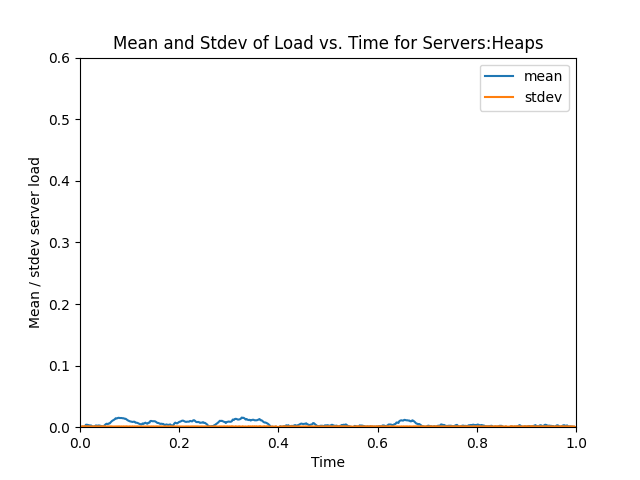 Mean and Stdev of Load vs. Time for Servers:Heaps
mean
stdev
Mean / stdev server load
0.6
0.5
0.4
0.3
0.2
0.1
0.0
0.0 0.2 0.4 0.6 0.8 1.0
Time